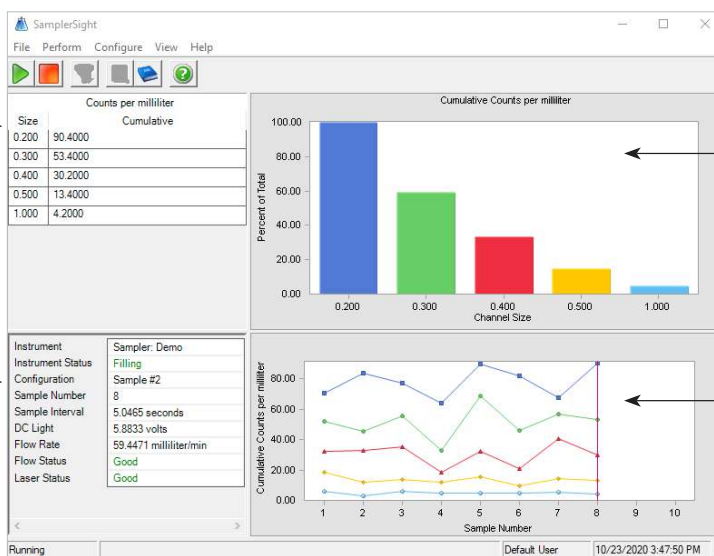 SamplerSight
File Perform Configure View Help
Counts per milliliter
Size Cumulative
0.200 90.4000
0.300 53.4000
0.400 30.2000
0.500 13.4000
1.000 4.2000
Cumulative Counts per milliliter
Percent of Total
100.00
80.00
60.00
40.00
20.00
0.00
0.200 0.300 0.400 0.500 1.000
Channel Size
Instrument Sampler: Demo
Instrument Status Filling
Configuration Sample #2
Sample Number 8
Sample Interval 5.0465 seconds
DC Light 5.8833 volts
Flow Rate 59.4471 milliliter/min
Flow Status Good
Laser Status Good
Cumulative Counts per milliliter
80.00
60.00
40.00
20.00
0.00
1 2 3 4 5 6 7 8 9 10
Sample Number
Running Default User 10/23/2020 3:47:50 PM